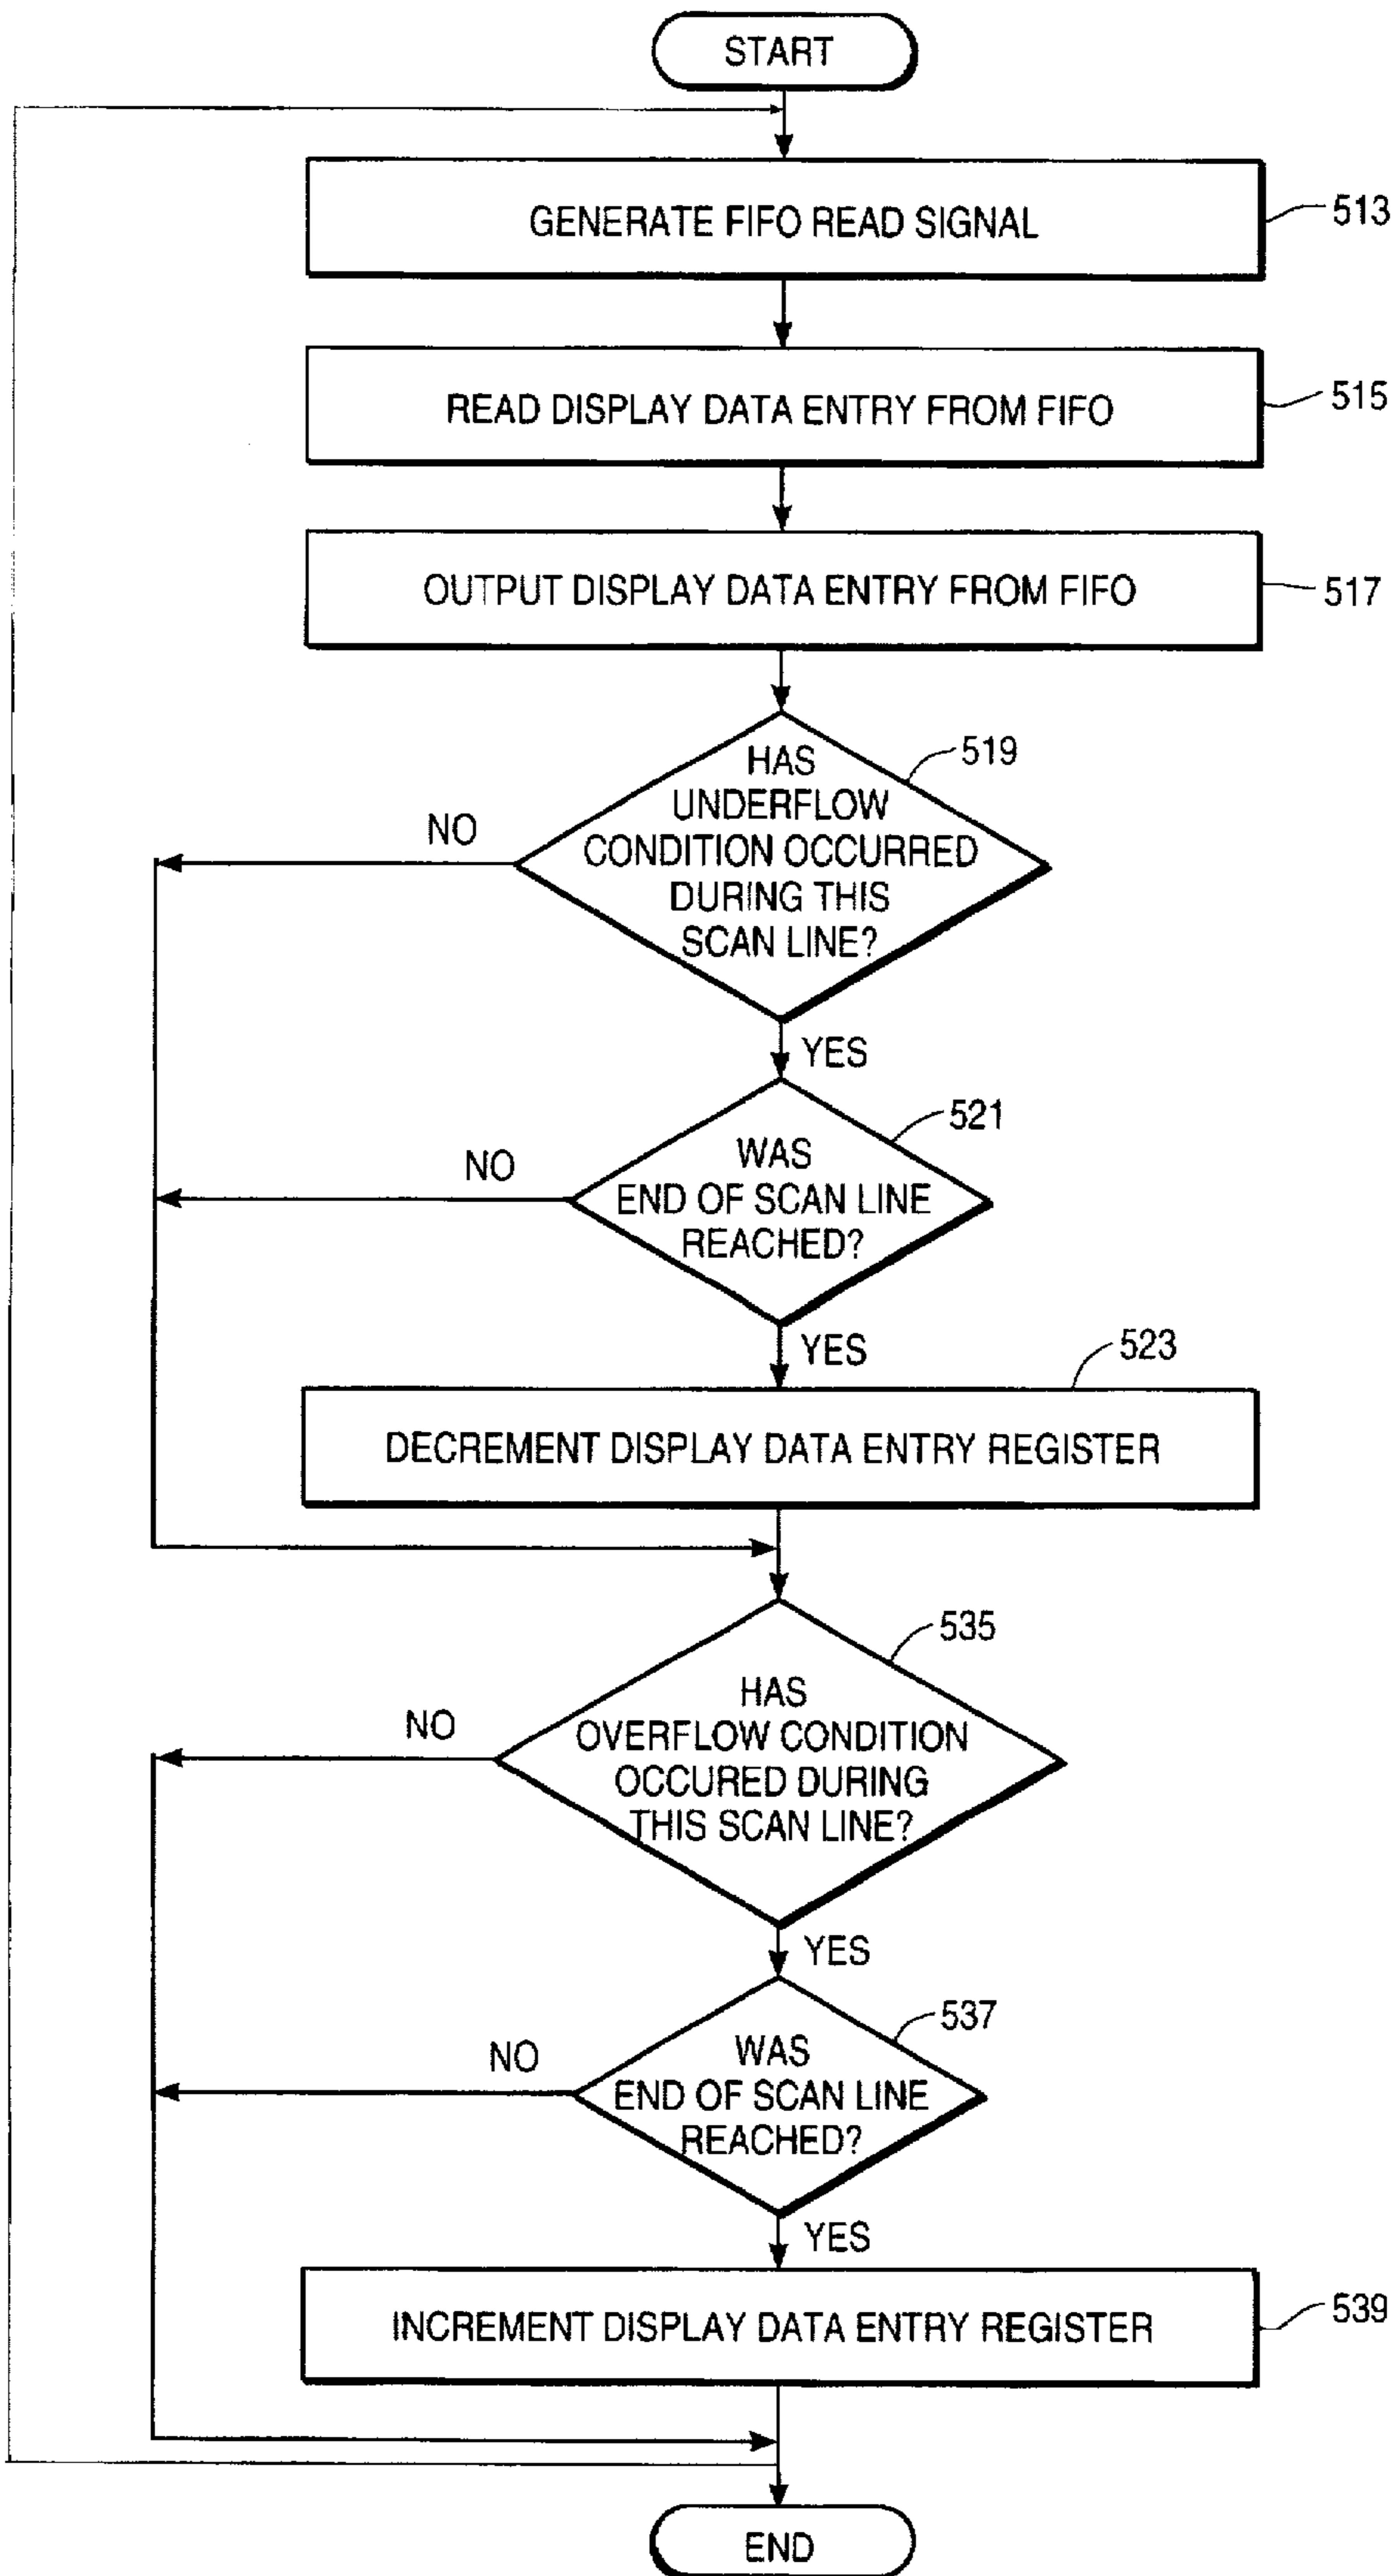 START
GENERATE FIFO READ SIGNAL
513
READ DISPLAY DATA ENTRY FROM FIFO
515
OUTPUT DISPLAY DATA ENTRY FROM FIFO
517
HAS
UNDERFLOW
CONDITION OCCURRED
DURING THIS
SCAN LINE?
519
NO
YES
WAS
END OF SCAN LINE
REACHED?
521
NO
YES
523
DECREMENT DISPLAY DATA ENTRY REGISTER
HAS
OVERFLOW CONDITION
OCCURED DURING
THIS SCAN LINE?
535
NO
YES
WAS
END OF SCAN LINE
REACHED?
537
NO
YES
INCREMENT DISPLAY DATA ENTRY REGISTER
539
END